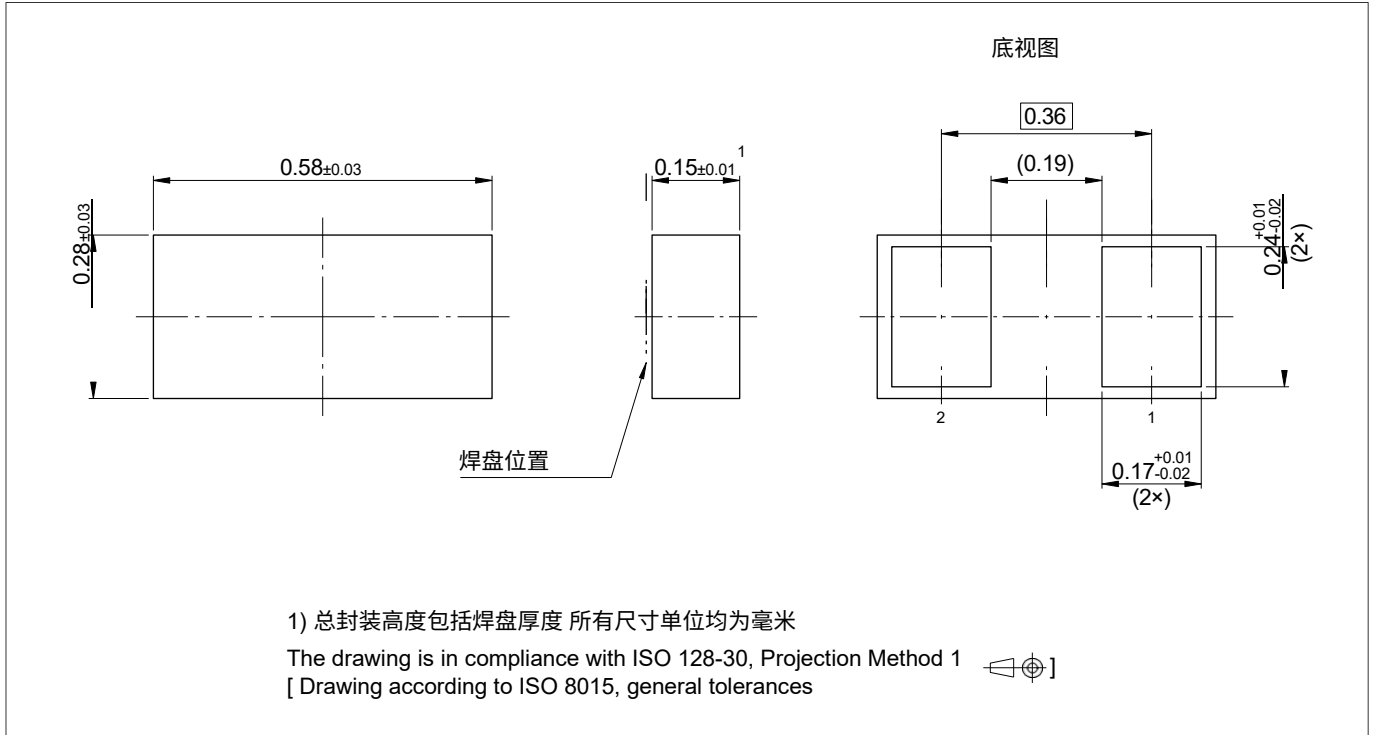 底视图
0.36
0.58±0.03
0.15±0.01 1
(0.19)
0.28±0.03
0.24 +0.01 -0.02
(2×)
2
1
焊盘位置
0.17 +0.01 -0.02
(2×)
1) 总封装高度包括焊盘厚度 所有尺寸单位均为毫米
The drawing is in compliance with ISO 128-30, Projection Method 1 ]
[ Drawing according to ISO 8015, general tolerances